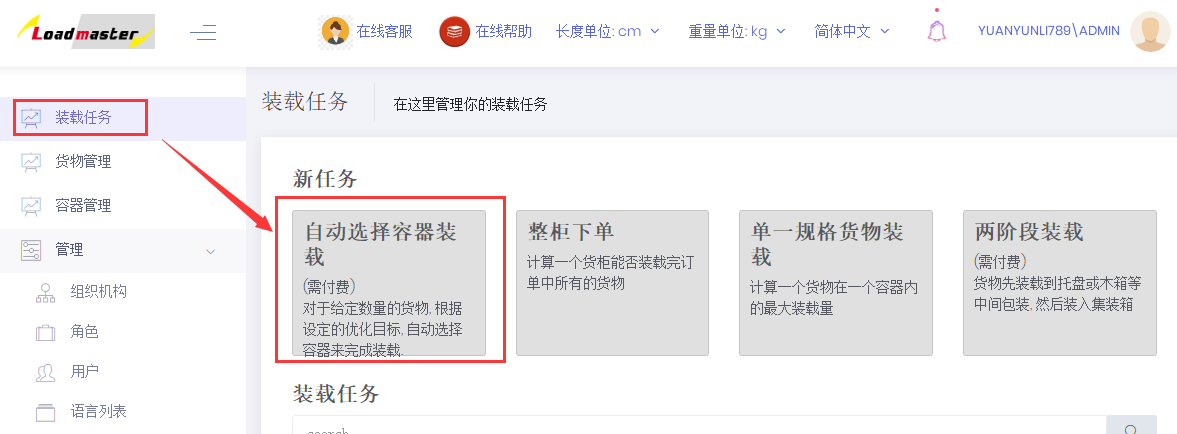 Loadmaster
在线客服
在线帮助
长度单位: cm
重量单位: kg
简体中文
YUANYUNLI789\ADMIN
装载任务
货物管理
容器管理
管理
组织机构
角色
用户
语言列表
装载任务
在这里管理你的装载任务
新任务
自动选择容器装
载
(需付费)
对于给定数量的货物, 根据
设定的优化目标, 自动选择
容器来完成装载.
整柜下单
计算一个货柜能否装载完订
单中所有的货物
单一规格货物装
载
计算一个货物在一个容器内
的最大装载量
两阶段装载
(需付费)
货物先装载到托盘或木箱等
中间包装, 然后装入集装箱
装载任务
search